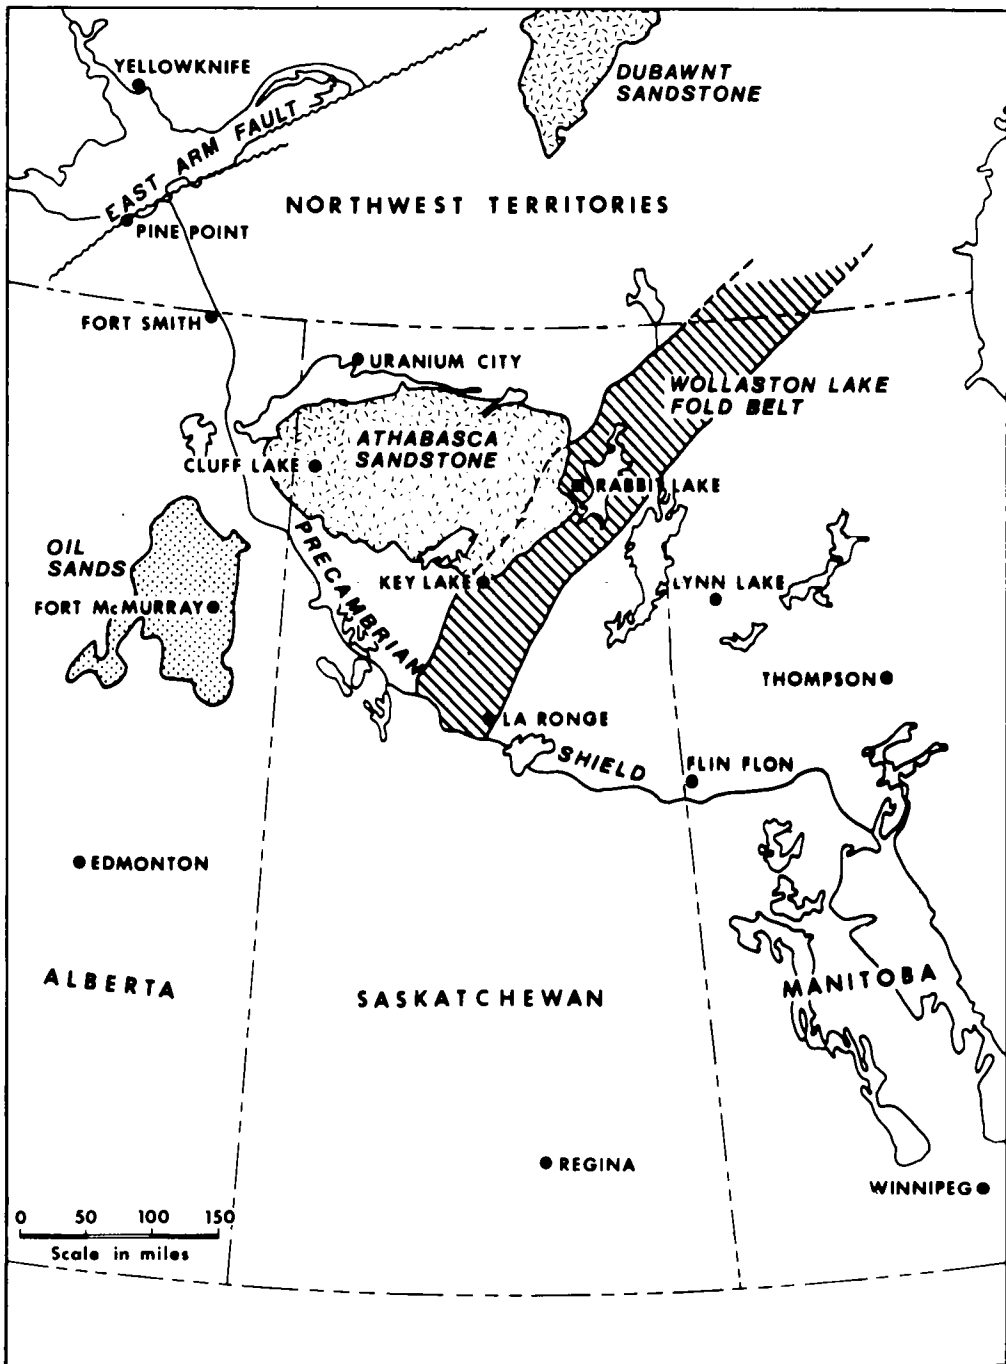 YELLOWKNIFE
DUBAWNT
SANDSTONE
EAST ARM FAULT
PINE POINT
NORTHWEST TERRITORIES
FORT SMITH
URANIUM CITY
WOLLASTON LAKE
FOLD BELT
ATHABASCA
SANDSTONE
CLUFF LAKE
RABBIT LAKE
OIL
SANDS
PRECAMBRIAN
KEY LAKE
LYNN LAKE
FORT McMURRAY
THOMPSON
LA RONGE
SHIELD
FLIN FLON
EDMONTON
ALBERTA
SASKATCHEWAN
MANITOBA
REGINA
WINNIPEG
0 50 100 150
Scale in miles